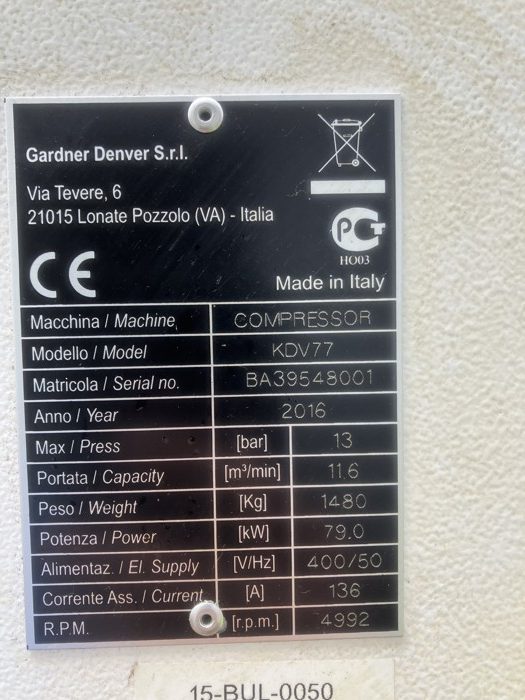 Gardner Denver S.r.l.
Via Tevere, 6
21015 Lonate Pozzolo (VA) - Italia
PCT
HO03
CE
Made in Italy
Macchina / Machine COMPRESSOR
Modello / Model KDV77
Matricola / Serial no. BA39548001
Anno / Year 2016
Max / Press [bar] 13
Portata / Capacity [m³/min] 11.6
Peso / Weight [Kg] 1480
Potenza / Power [kW] 79.0
Alimentaz. / El. Supply [V/Hz] 400/50
Corrente Ass. / Current [A] 136
R.P.M. [r.p.m.] 4992
15-BUL-0050